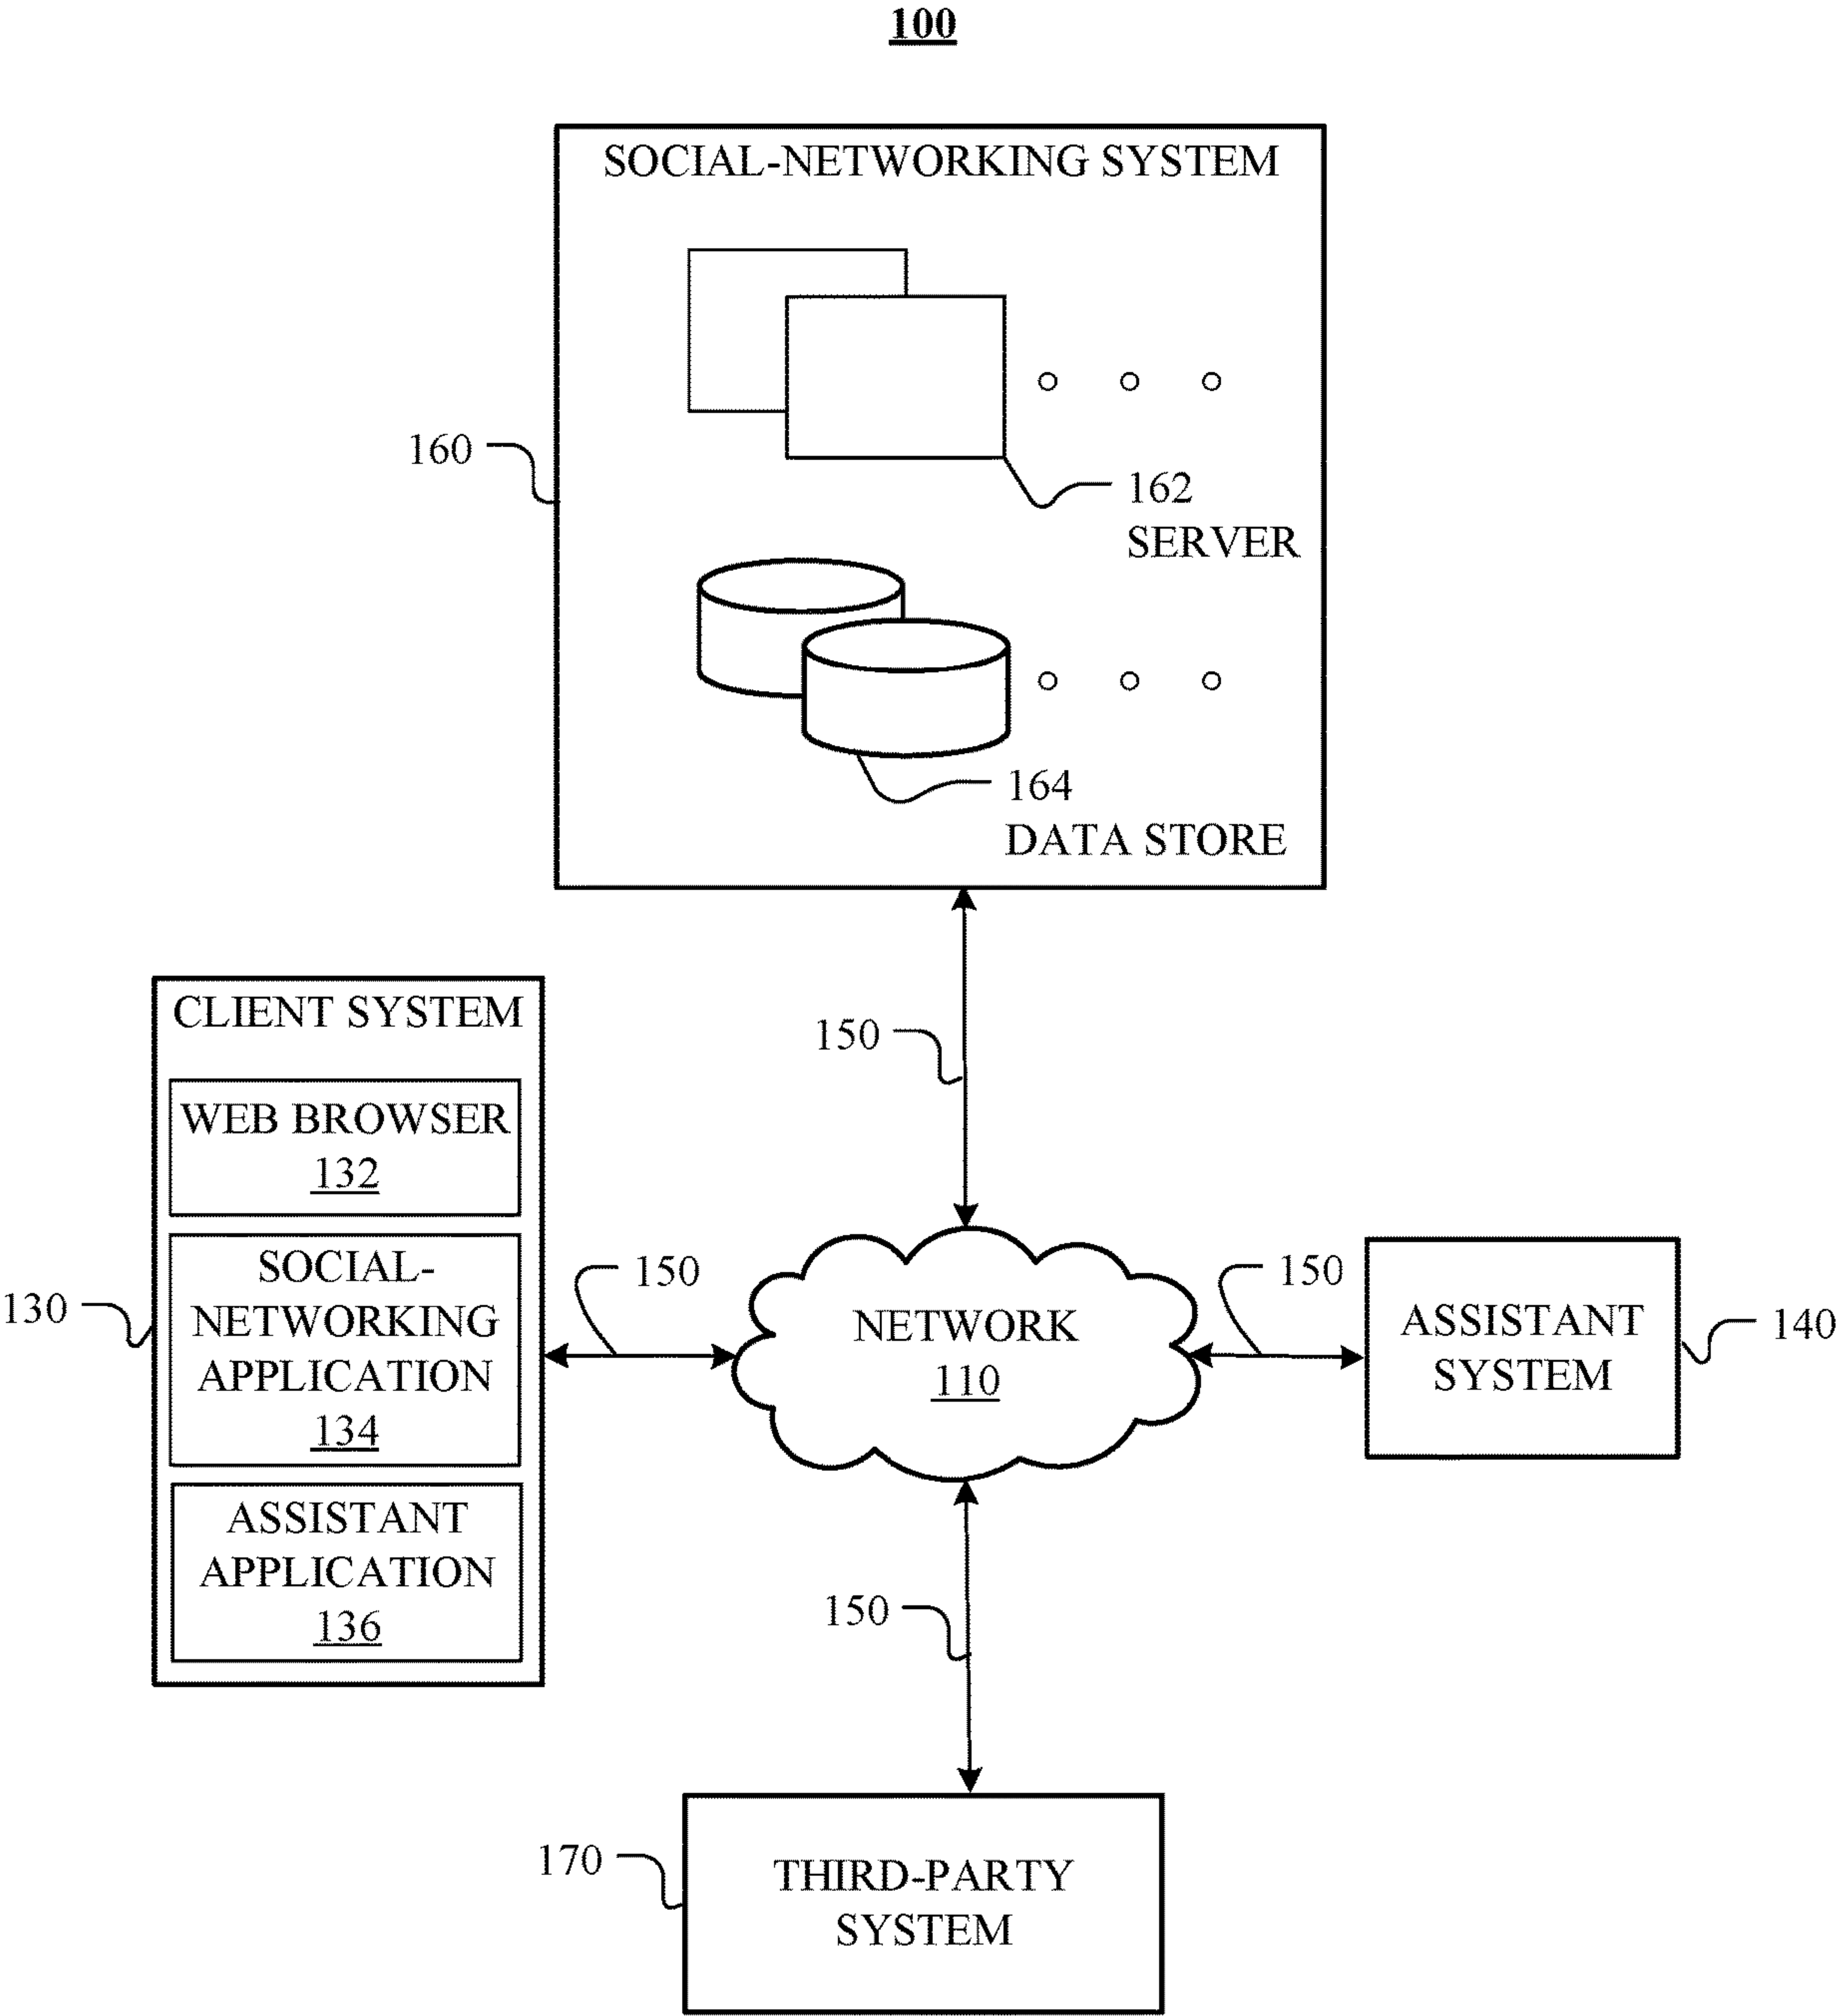 100
SOCIAL-NETWORKING SYSTEM
160
162
SERVER
164
DATA STORE
CLIENT SYSTEM
150
WEB BROWSER
132
SOCIAL-
NETWORKING
APPLICATION
134
130
150
NETWORK
110
150
ASSISTANT
SYSTEM
140
ASSISTANT
APPLICATION
136
150
170
THIRD-PARTY
SYSTEM